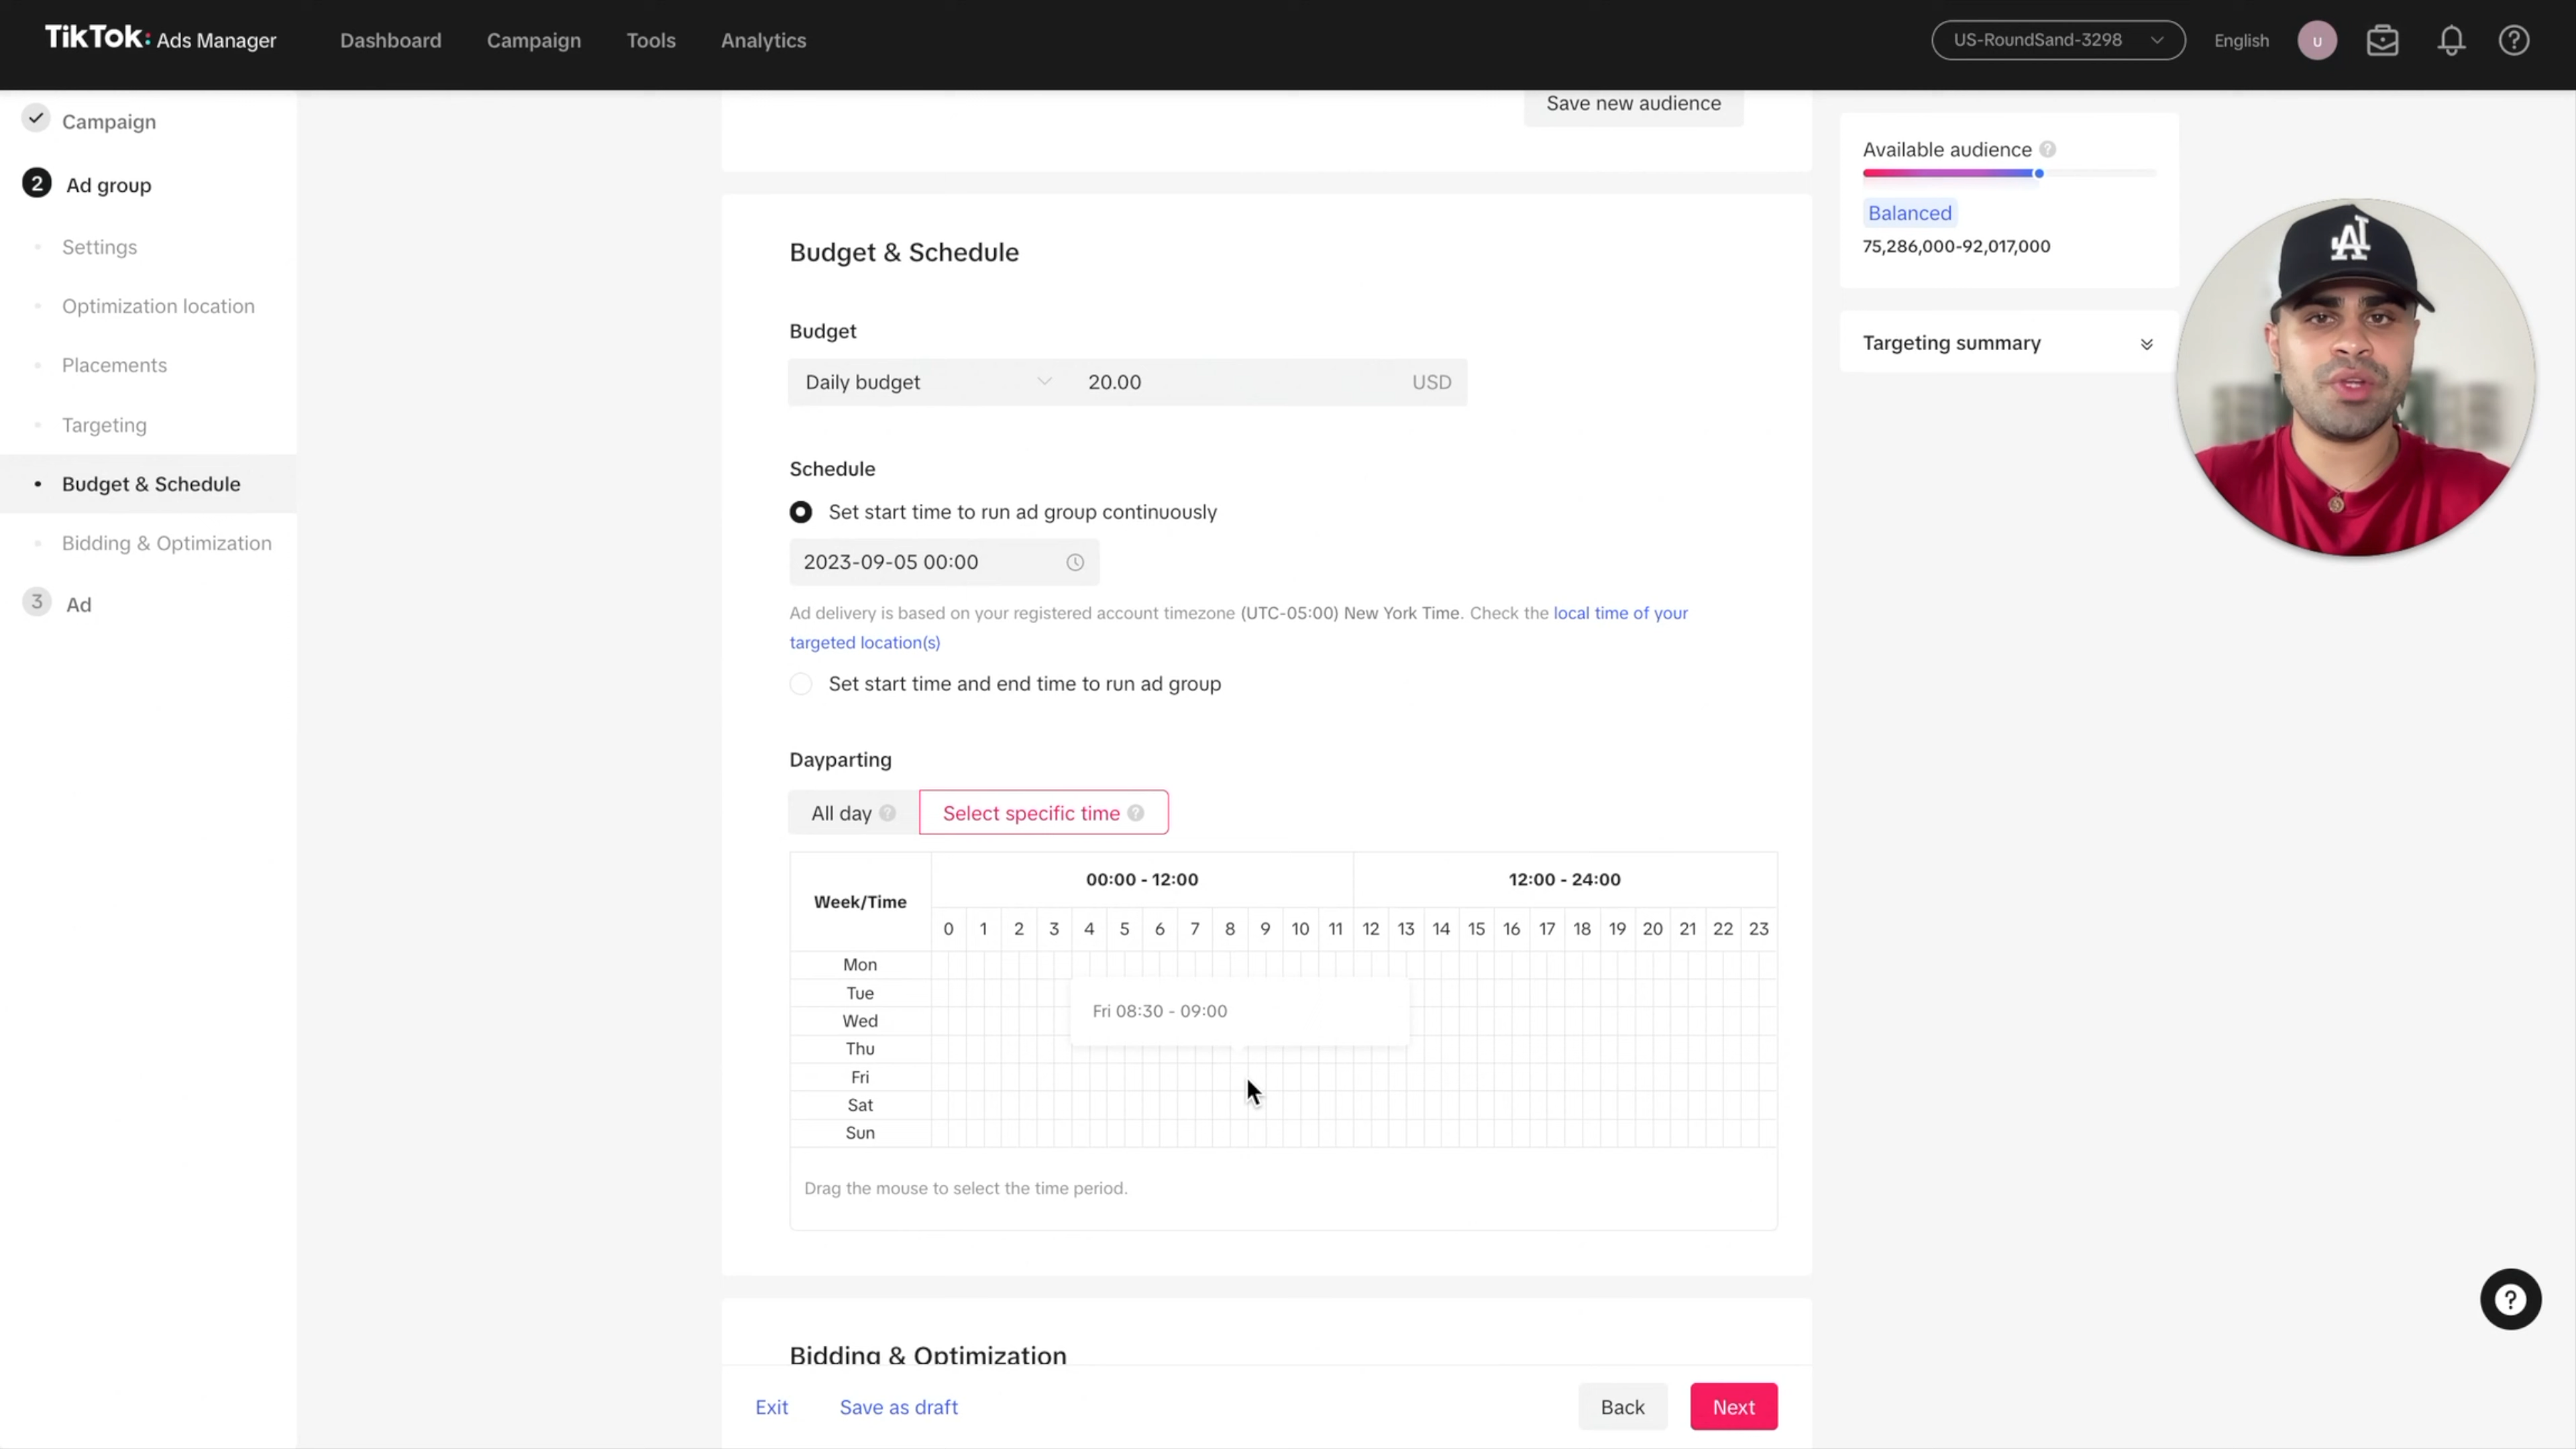 TikTok: Ads Manager
Dashboard
Campaign
Tools
Analytics
US-RoundSand-3298
English
U
Campaign
2 Ad group
Settings
Optimization location
Placements
Targeting
Budget & Schedule
Bidding & Optimization
3 Ad
Save new audience
Budget & Schedule
Budget
Daily budget 20.00 USD
Schedule
Set start time to run ad group continuously
2023-09-05 00:00
Ad delivery is based on your registered account timezone (UTC-05:00) New York Time. Check the local time of your
targeted location(s)
Set start time and end time to run ad group
Dayparting
All day ? Select specific time ?
Week/Time
00:00 - 12:00 12:00 - 24:00
0 1 2 3 4 5 6 7 8 9 10 11 12 13 14 15 16 17 18 19 20 21 22 23
Mon
Tue
Wed
Thu
Fri
Sat
Sun
Fri 08:30 - 09:00
Drag the mouse to select the time period.
Bidding & Optimization
Exit
Save as draft
Back
Next
Available audience ?
Balanced
75,286,000-92,017,000
Targeting summary
AI
?
?